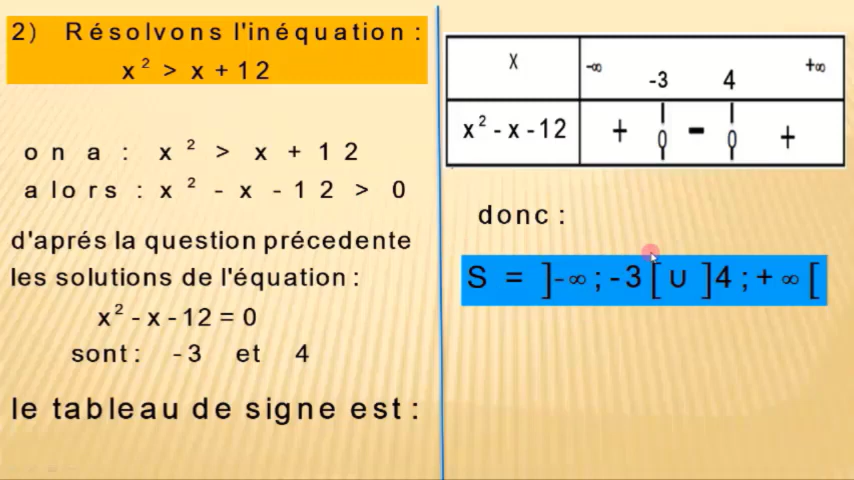 2) Résolvons l'inéquation :
x² > x + 12
on a : x² > x + 12
alors : x² - x - 12 > 0
d'aprés la question précedente
les solutions de l'équation :
x² - x - 12 = 0
sont : -3 et 4
le tableau de signe est :
x -∞ -3 4 +∞
x² - x - 12 + 0 - 0 +
donc :
S = ]-∞ ; -3[ ∪ ]4 ; + ∞ [